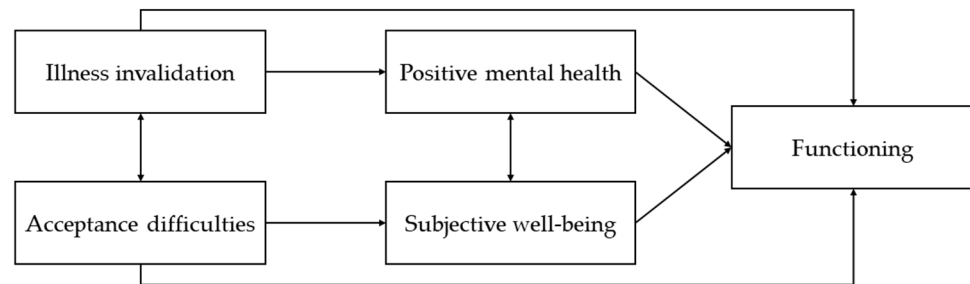 Illness invalidation
Positive mental health
Functioning
Acceptance difficulties
Subjective well-being